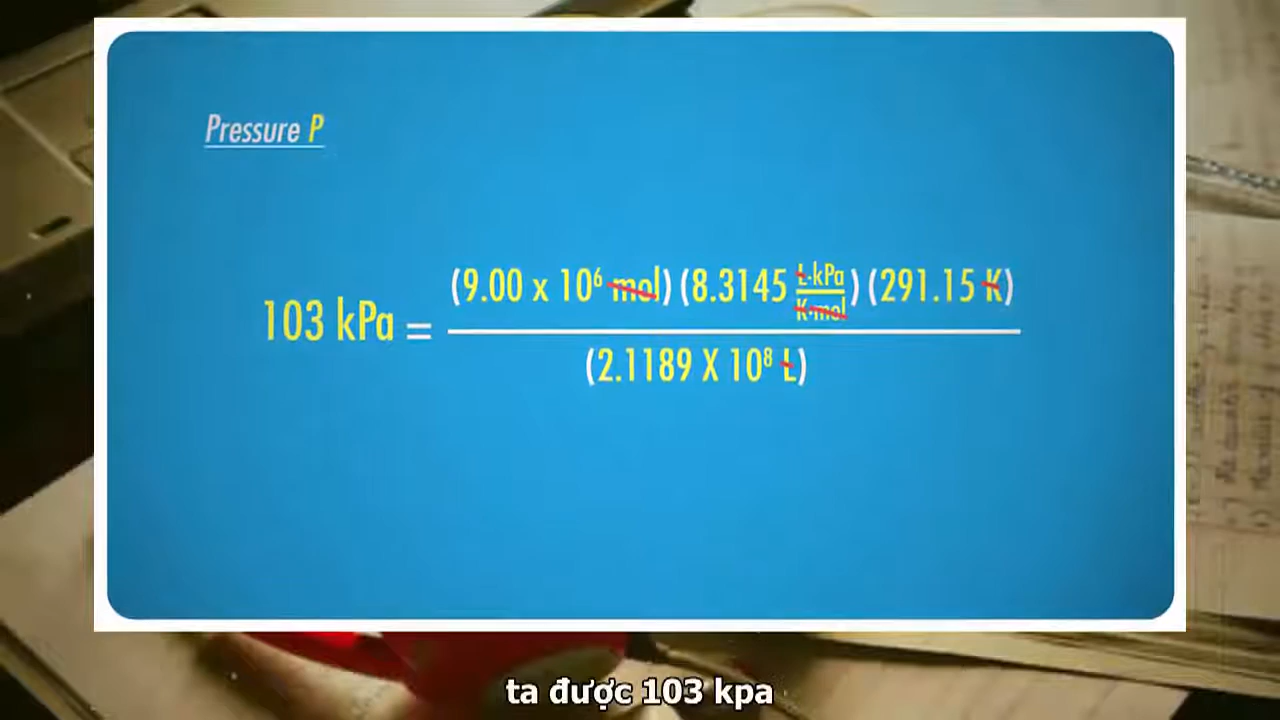 Pressure P
103 kPa = (9.00 x 10⁶ mol) (8.3145 L·kPa / K·mol) (291.15 K) / (2.1189 X 10⁸ L)
ta được 103 kpa